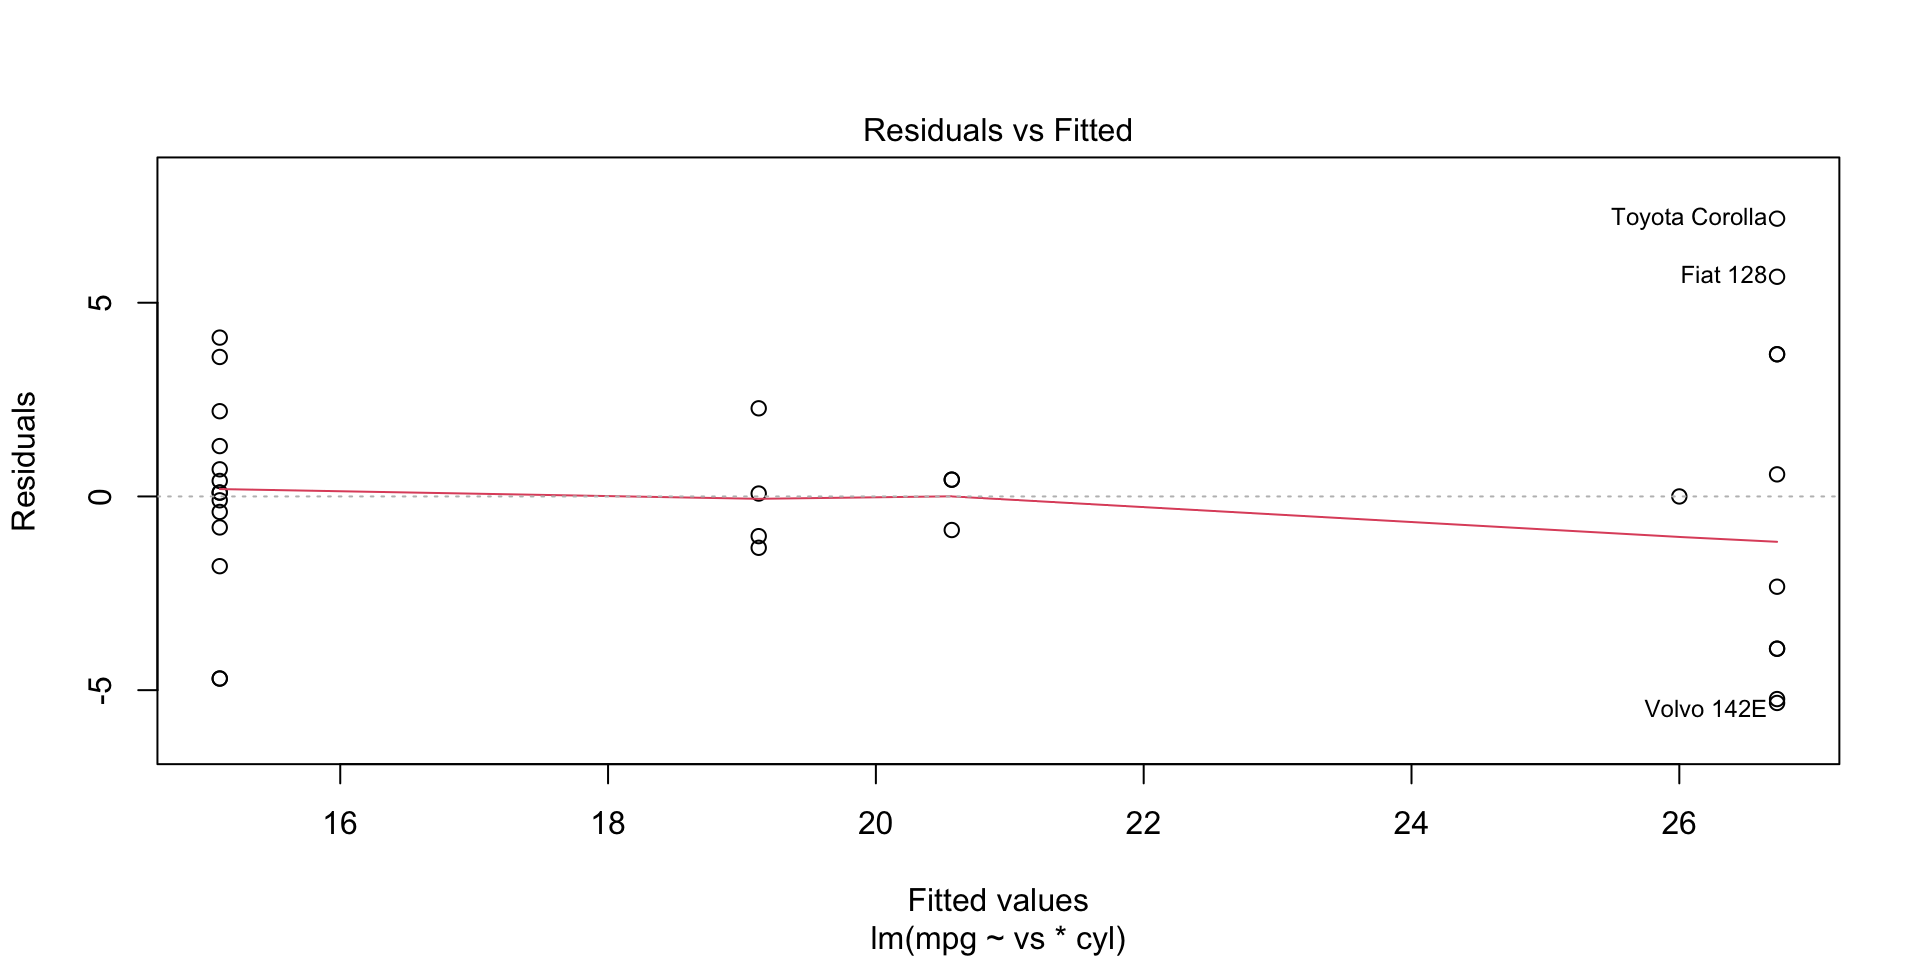 Residuals vs Fitted
Toyota Corolla
Fiat 128
Volvo 142E
Residuals
5
0
-5
16 18 20 22 24 26
Fitted values
lm(mpg ~ vs * cyl)